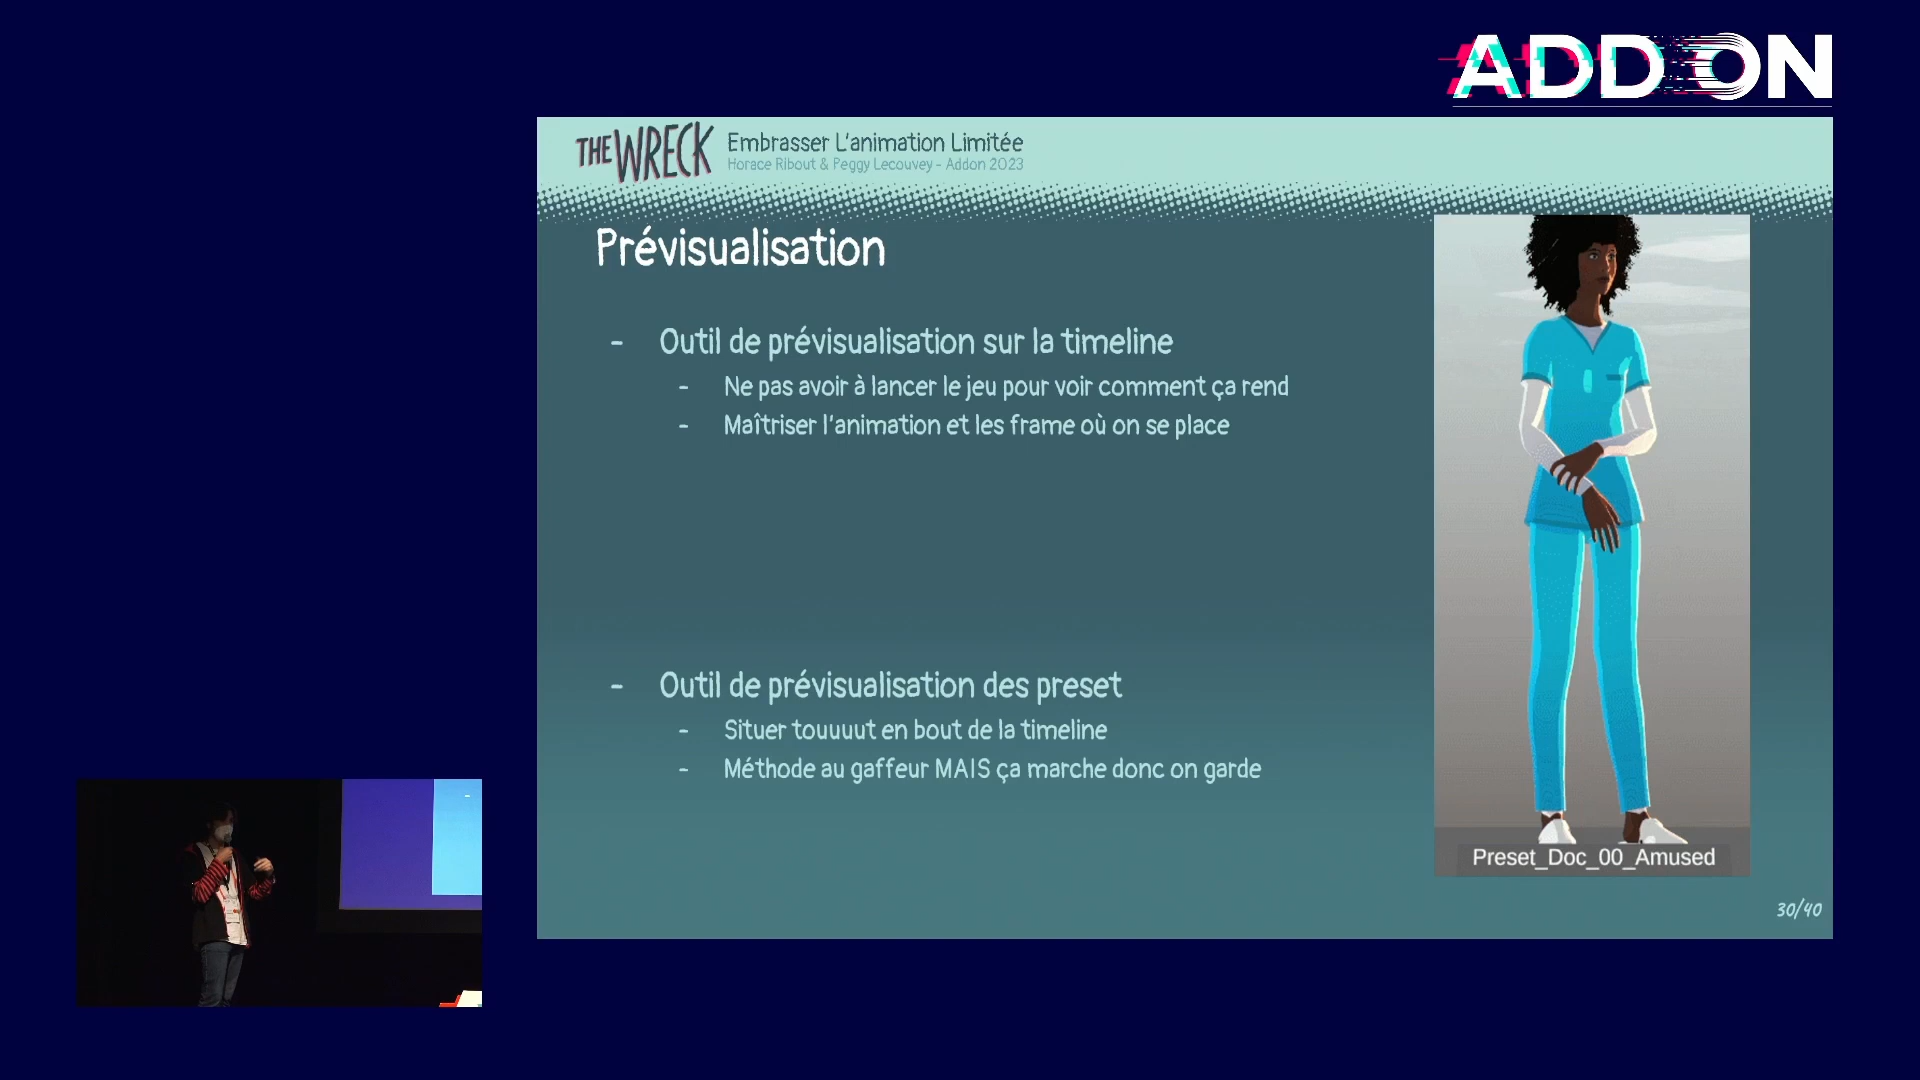 ADD ON
THE WRECK
Embrasser L'animation Limitée
Horace Ribout & Peggy Lecouvey - Addon 2023
Prévisualisation
- Outil de prévisualisation sur la timeline
- Ne pas avoir à lancer le jeu pour voir comment ça rend
- Maîtriser l'animation et les frame où on se place
- Outil de prévisualisation des preset
- Situer touuuut en bout de la timeline
- Méthode au gaffeur MAIS ça marche donc on garde
Preset_Doc_00_Amused
30/40